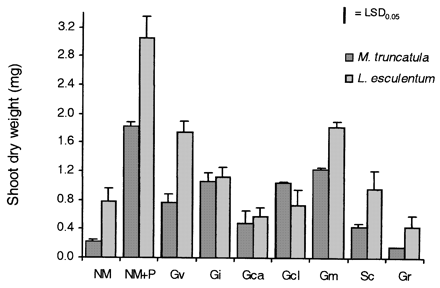 = LSD0.05
M. truncatula
L. esculentum
Shoot dry weight (mg)
3.2
2.8
2.4
2.0
1.6
1.2
0.8
0.4
0.0
NM NM+P Gv Gi Gca Gcl Gm Sc Gr